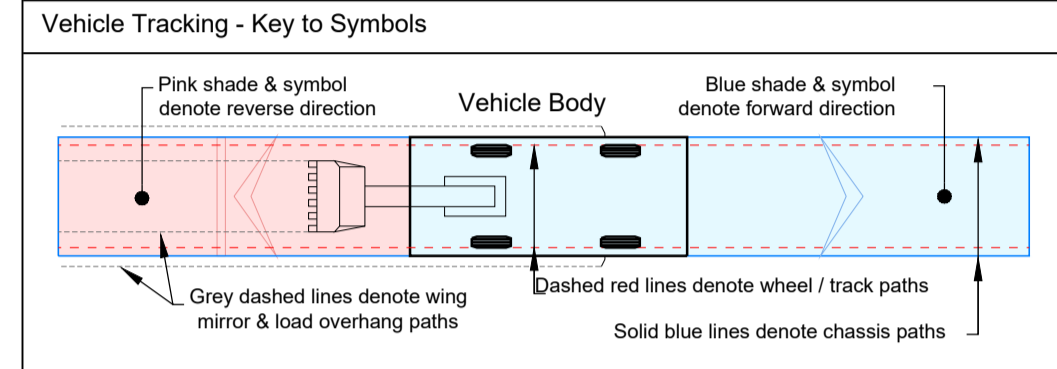 Vehicle Tracking - Key to Symbols
Pink shade & symbol
denote reverse direction
Vehicle Body
Blue shade & symbol
denote forward direction
Grey dashed lines denote wing
mirror & load overhang paths
Dashed red lines denote wheel / track paths
Solid blue lines denote chassis paths